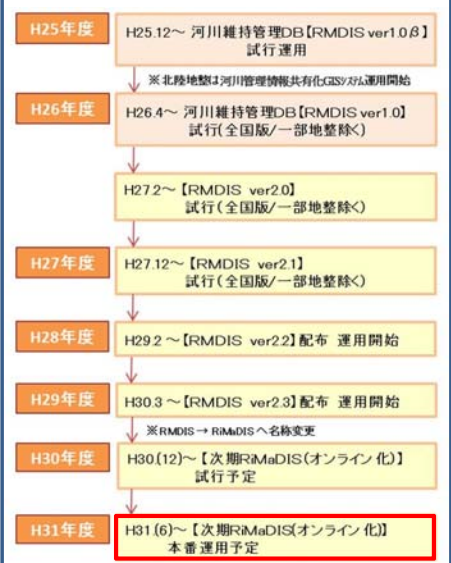 H25年度
H25.12～ 河川維持管理DB【RMDIS ver1.0β】
試行運用
※北陸地整は河川管理情報共有化GISシステム運用開始
H26年度
H26.4～ 河川維持管理DB【RMDIS ver1.0】
試行(全国版/一部地整除く)
H27.2～【RMDIS ver2.0】
試行(全国版/一部地整除く)
H27年度
H27.12～【RMDIS ver2.1】
試行(全国版/一部地整除く)
H28年度
H29.2～【RMDIS ver2.2】配布 運用開始
H29年度
H30.3～【RMDIS ver2.3】配布 運用開始
※RMDIS→RiMaDISへ名称変更
H30年度
H30.(12)～【次期RiMaDIS(オンライン化)】
試行予定
H31年度
H31.(6)～【次期RiMaDIS(オンライン化)】
本番運用予定